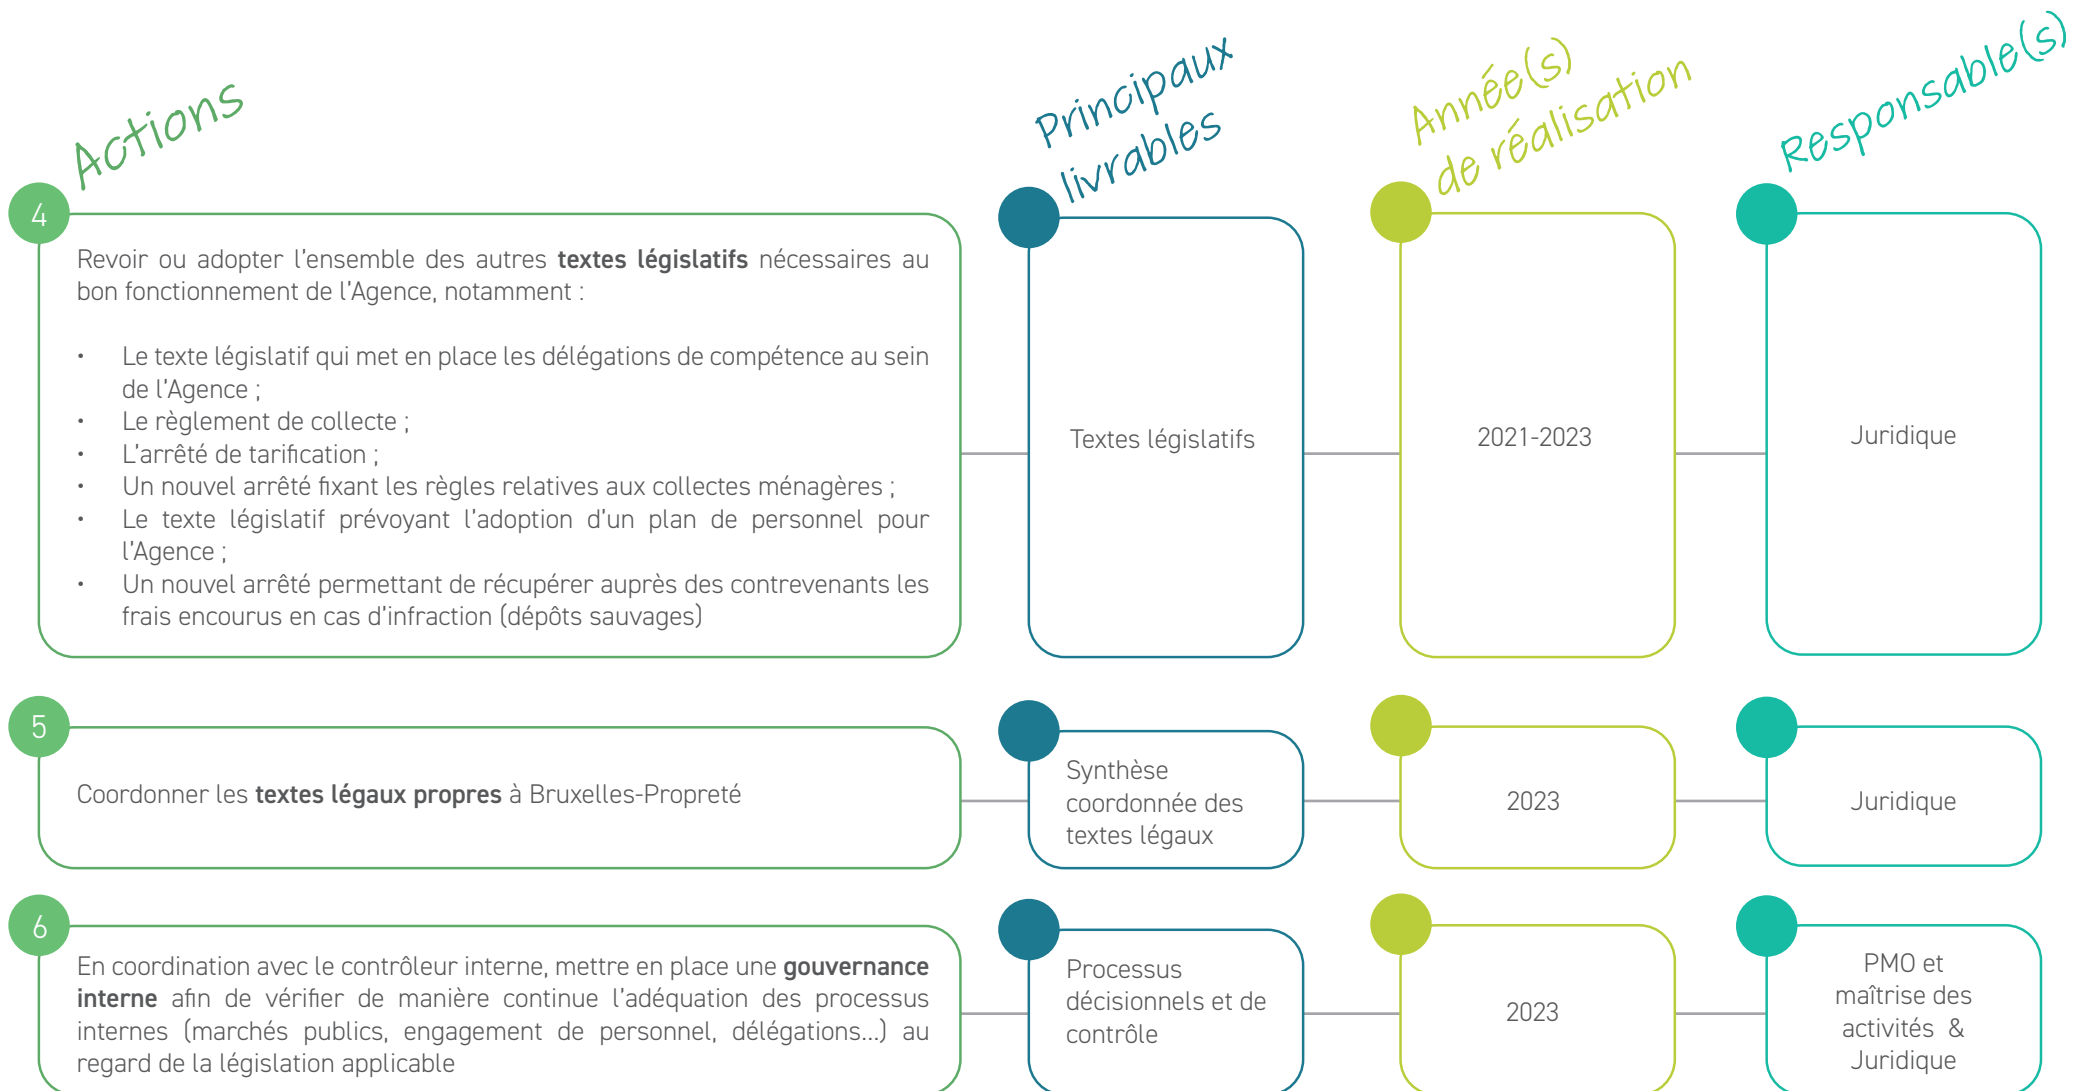 Actions
Principaux
livrables
Année(s)
de réalisation
Responsable(s)
4
Revoir ou adopter l'ensemble des autres textes législatifs nécessaires au
bon fonctionnement de l'Agence, notamment :
• Le texte législatif qui met en place les délégations de compétence au sein
de l'Agence ;
• Le règlement de collecte ;
• L'arrêté de tarification ;
• Un nouvel arrêté fixant les règles relatives aux collectes ménagères ;
• Le texte législatif prévoyant l'adoption d'un plan de personnel pour
l'Agence ;
• Un nouvel arrêté permettant de récupérer auprès des contrevenants les
frais encourus en cas d'infraction (dépôts sauvages)
Textes législatifs
2021-2023
Juridique
5
Coordonner les textes légaux propres à Bruxelles-Propreté
Synthèse
coordonnée des
textes légaux
2023
Juridique
6
En coordination avec le contrôleur interne, mettre en place une gouvernance
interne afin de vérifier de manière continue l'adéquation des processus
internes (marchés publics, engagement de personnel, délégations...) au
regard de la législation applicable
Processus
décisionnels et de
contrôle
2023
PMO et
maîtrise des
activités &
Juridique